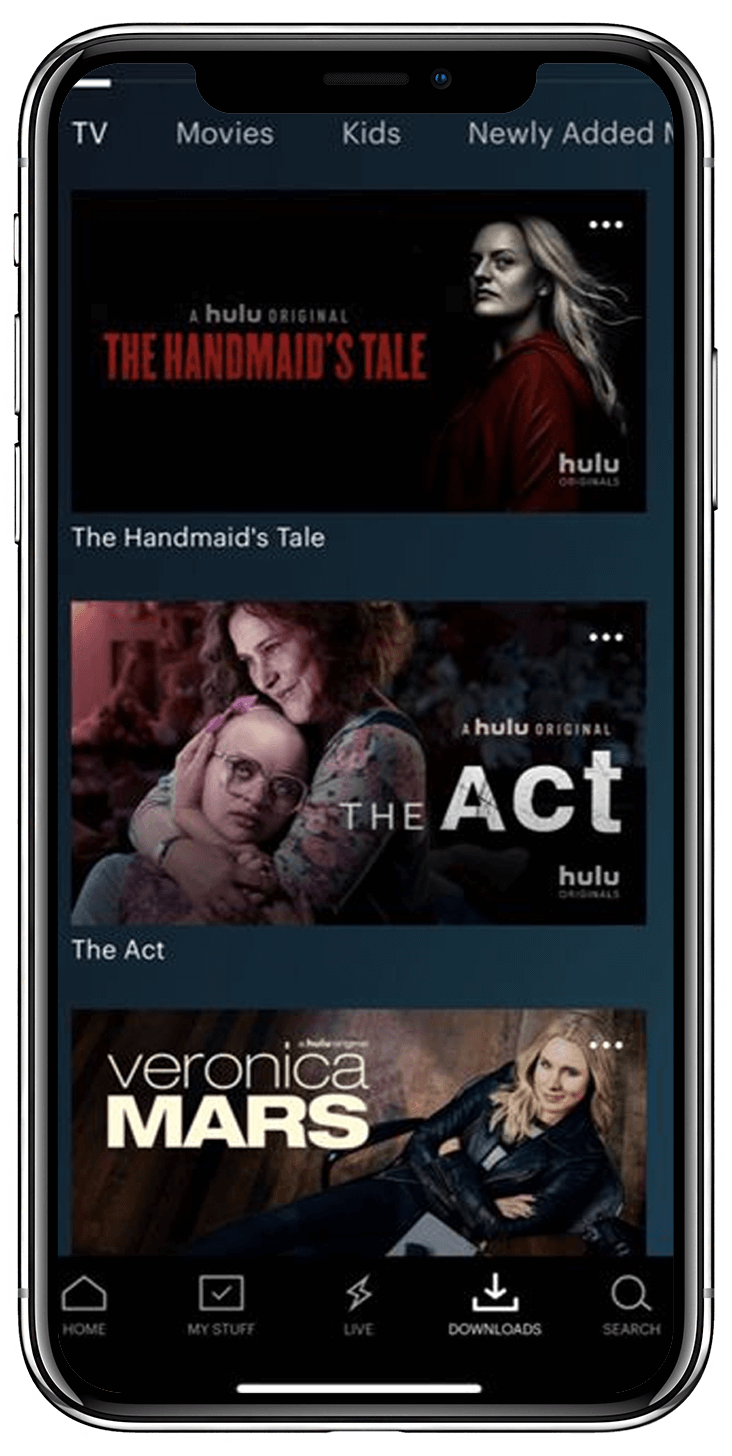 TV Movies Kids Newly Added
A hulu ORIGINAL
THE HANDMAID'S TALE
hulu
ORIGINALS
The Handmaid's Tale
A hulu ORIGINAL
THE ACt
hulu
ORIGINALS
The Act
a hulu original
veronica
MARS
HOME MY STUFF LIVE DOWNLOADS SEARCH